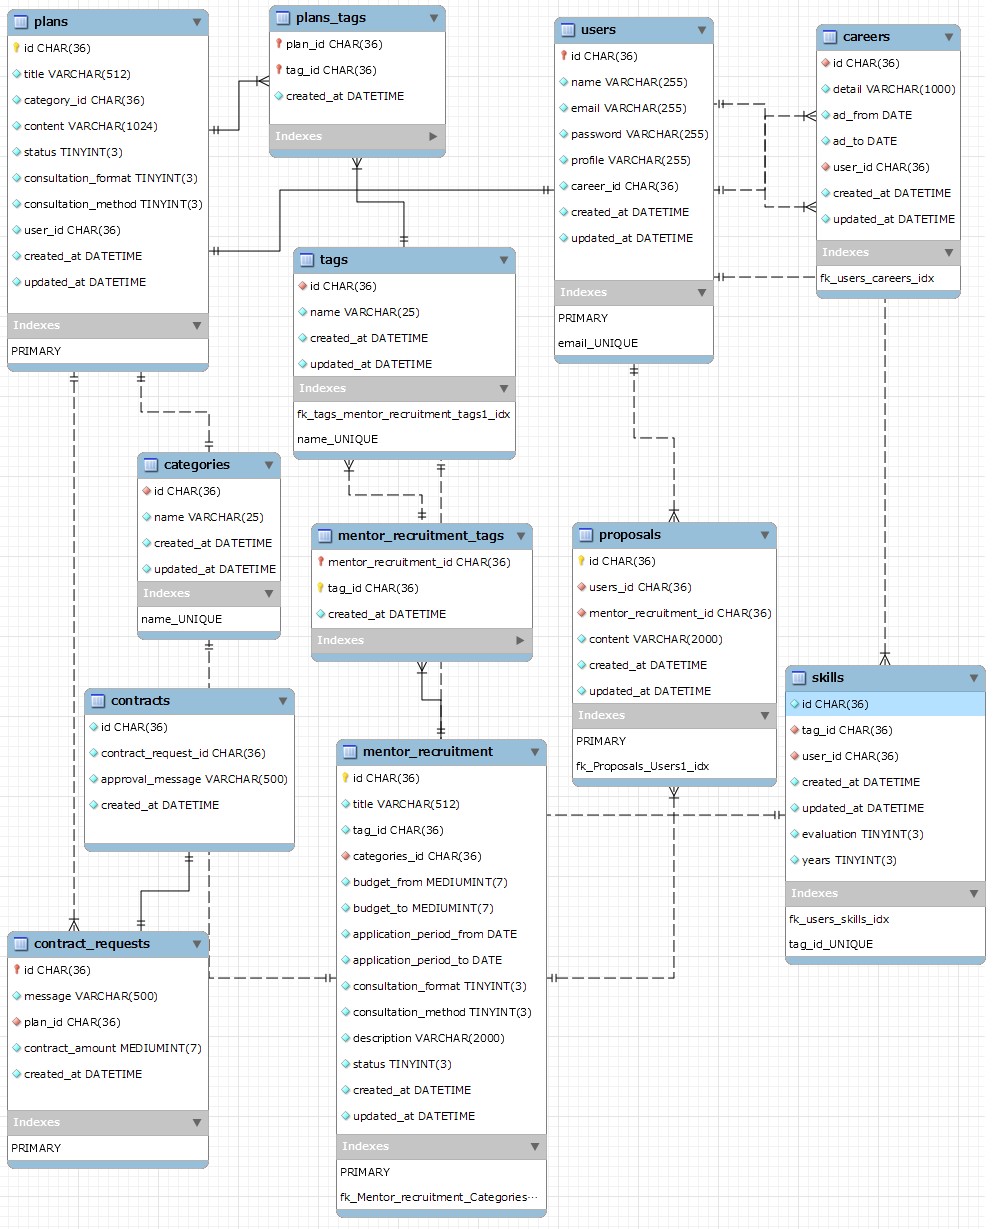 plans
id CHAR(36)
title VARCHAR(512)
category_id CHAR(36)
content VARCHAR(1024)
status TINYINT(3)
consultation_format TINYINT(3)
consultation_method TINYINT(3)
user_id CHAR(36)
created_at DATETIME
updated_at DATETIME
Indexes
PRIMARY
plans_tags
plan_id CHAR(36)
tag_id CHAR(36)
created_at DATETIME
Indexes
users
id CHAR(36)
name VARCHAR(255)
email VARCHAR(255)
password VARCHAR(255)
profile VARCHAR(255)
career_id CHAR(36)
created_at DATETIME
updated_at DATETIME
Indexes
PRIMARY
email_UNIQUE
careers
id CHAR(36)
detail VARCHAR(1000)
ad_from DATE
ad_to DATE
user_id CHAR(36)
created_at DATETIME
updated_at DATETIME
Indexes
fk_users_careers_idx
tags
id CHAR(36)
name VARCHAR(25)
created_at DATETIME
updated_at DATETIME
Indexes
fk_tags_mentor_recruitment_tags1_idx
name_UNIQUE
categories
id CHAR(36)
name VARCHAR(25)
created_at DATETIME
updated_at DATETIME
Indexes
name_UNIQUE
mentor_recruitment_tags
mentor_recruitment_id CHAR(36)
tag_id CHAR(36)
created_at DATETIME
Indexes
proposals
id CHAR(36)
users_id CHAR(36)
mentor_recruitment_id CHAR(36)
content VARCHAR(2000)
created_at DATETIME
updated_at DATETIME
Indexes
PRIMARY
fk_Proposals_Users1_idx
skills
id CHAR(36)
tag_id CHAR(36)
user_id CHAR(36)
created_at DATETIME
updated_at DATETIME
evaluation TINYINT(3)
years TINYINT(3)
Indexes
fk_users_skills_idx
tag_id_UNIQUE
contracts
id CHAR(36)
contract_request_id CHAR(36)
approval_message VARCHAR(500)
created_at DATETIME
mentor_recruitment
id CHAR(36)
title VARCHAR(512)
tag_id CHAR(36)
categories_id CHAR(36)
budget_from MEDIUMINT(7)
budget_to MEDIUMINT(7)
application_period_from DATE
application_period_to DATE
consultation_format TINYINT(3)
consultation_method TINYINT(3)
description VARCHAR(2000)
status TINYINT(3)
created_at DATETIME
updated_at DATETIME
Indexes
PRIMARY
fk_Mentor_recruitment_Categories···
contract_requests
id CHAR(36)
message VARCHAR(500)
plan_id CHAR(36)
contract_amount MEDIUMINT(7)
created_at DATETIME
Indexes
PRIMARY